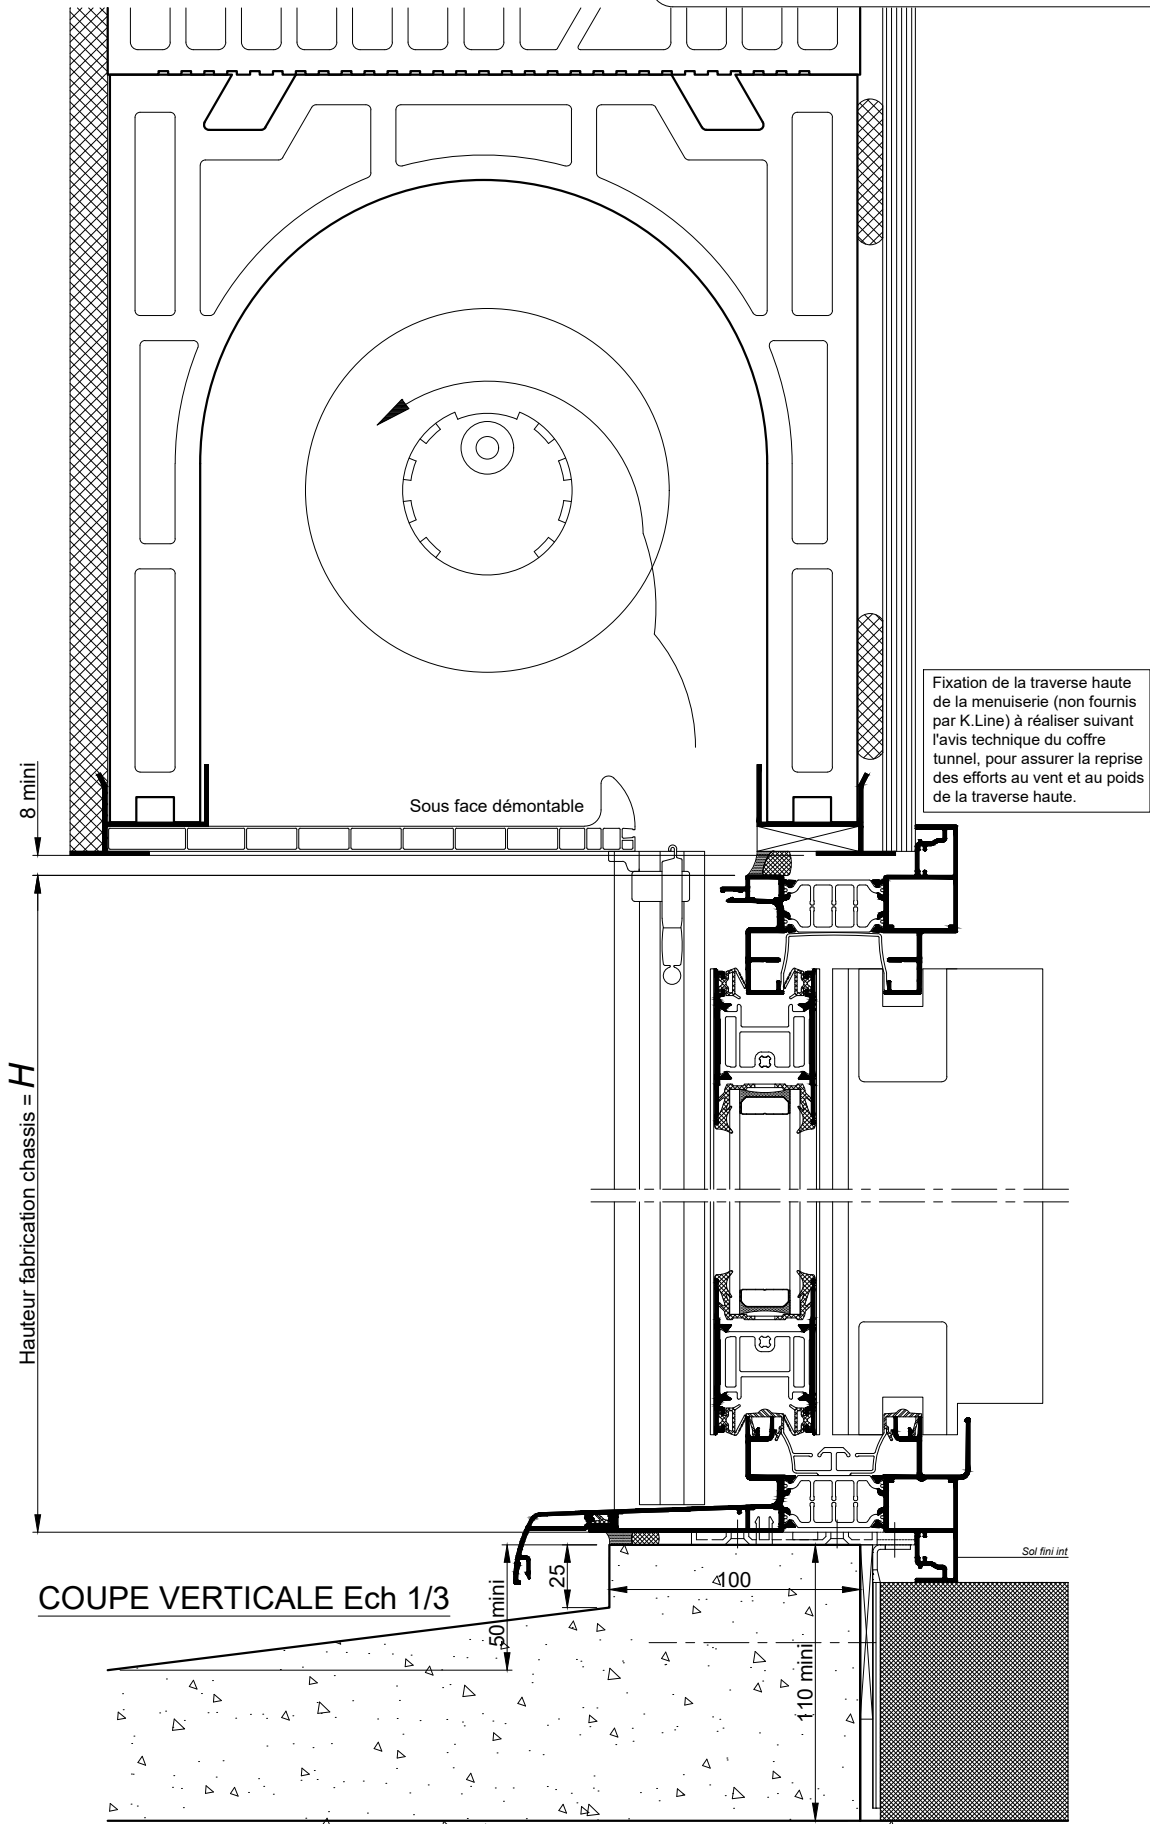 Fixation de la traverse haute
de la menuiserie (non fournis
par K.Line) à réaliser suivant
l'avis technique du coffre
tunnel, pour assurer la reprise
des efforts au vent et au poids
de la traverse haute.
8 mini
Sous face démontable
Hauteur fabrication chassis = H
Sol fini int
COUPE VERTICALE Ech 1/3
25
100
50 mini
110 mini